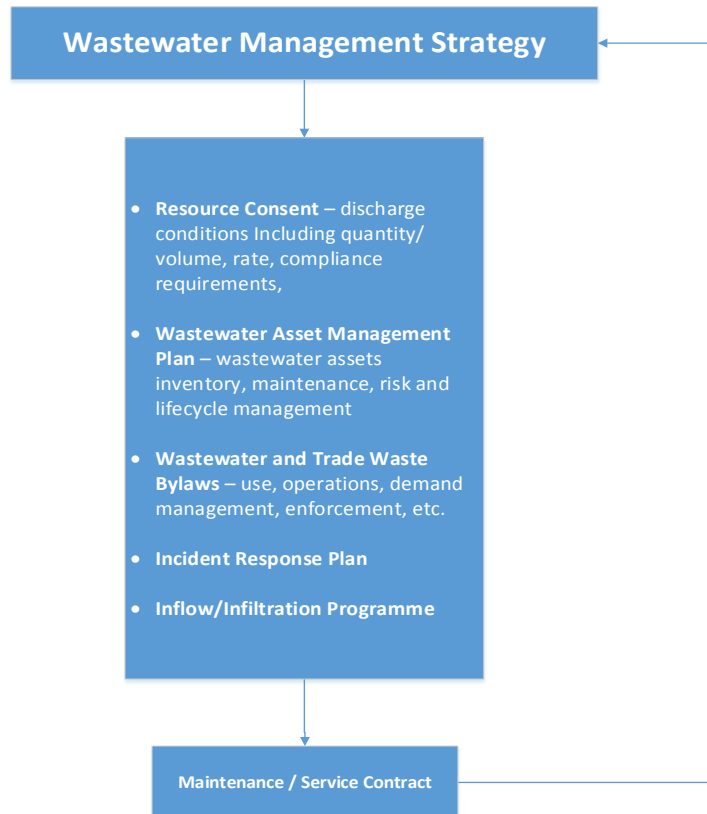 Wastewater Management Strategy
• Resource Consent – discharge
conditions Including quantity/
volume, rate, compliance
requirements,
• Wastewater Asset Management
Plan – wastewater assets
inventory, maintenance, risk and
lifecycle management
• Wastewater and Trade Waste
Bylaws – use, operations, demand
management, enforcement, etc.
• Incident Response Plan
• Inflow/Infiltration Programme
Maintenance / Service Contract